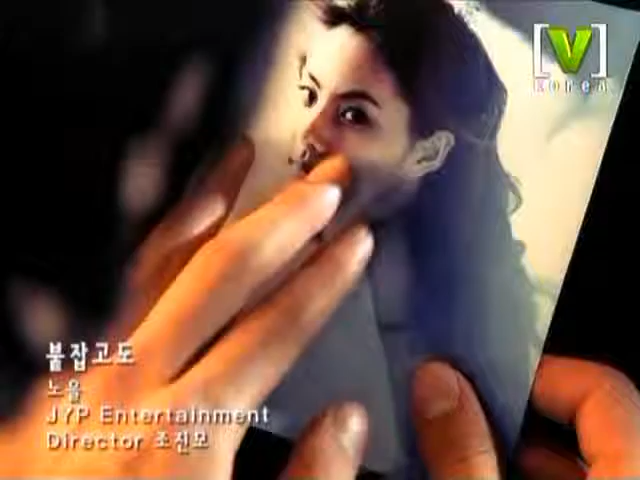 [V]
Korea
붙잡고도
노을
JYP Entertainment
Director 조진모